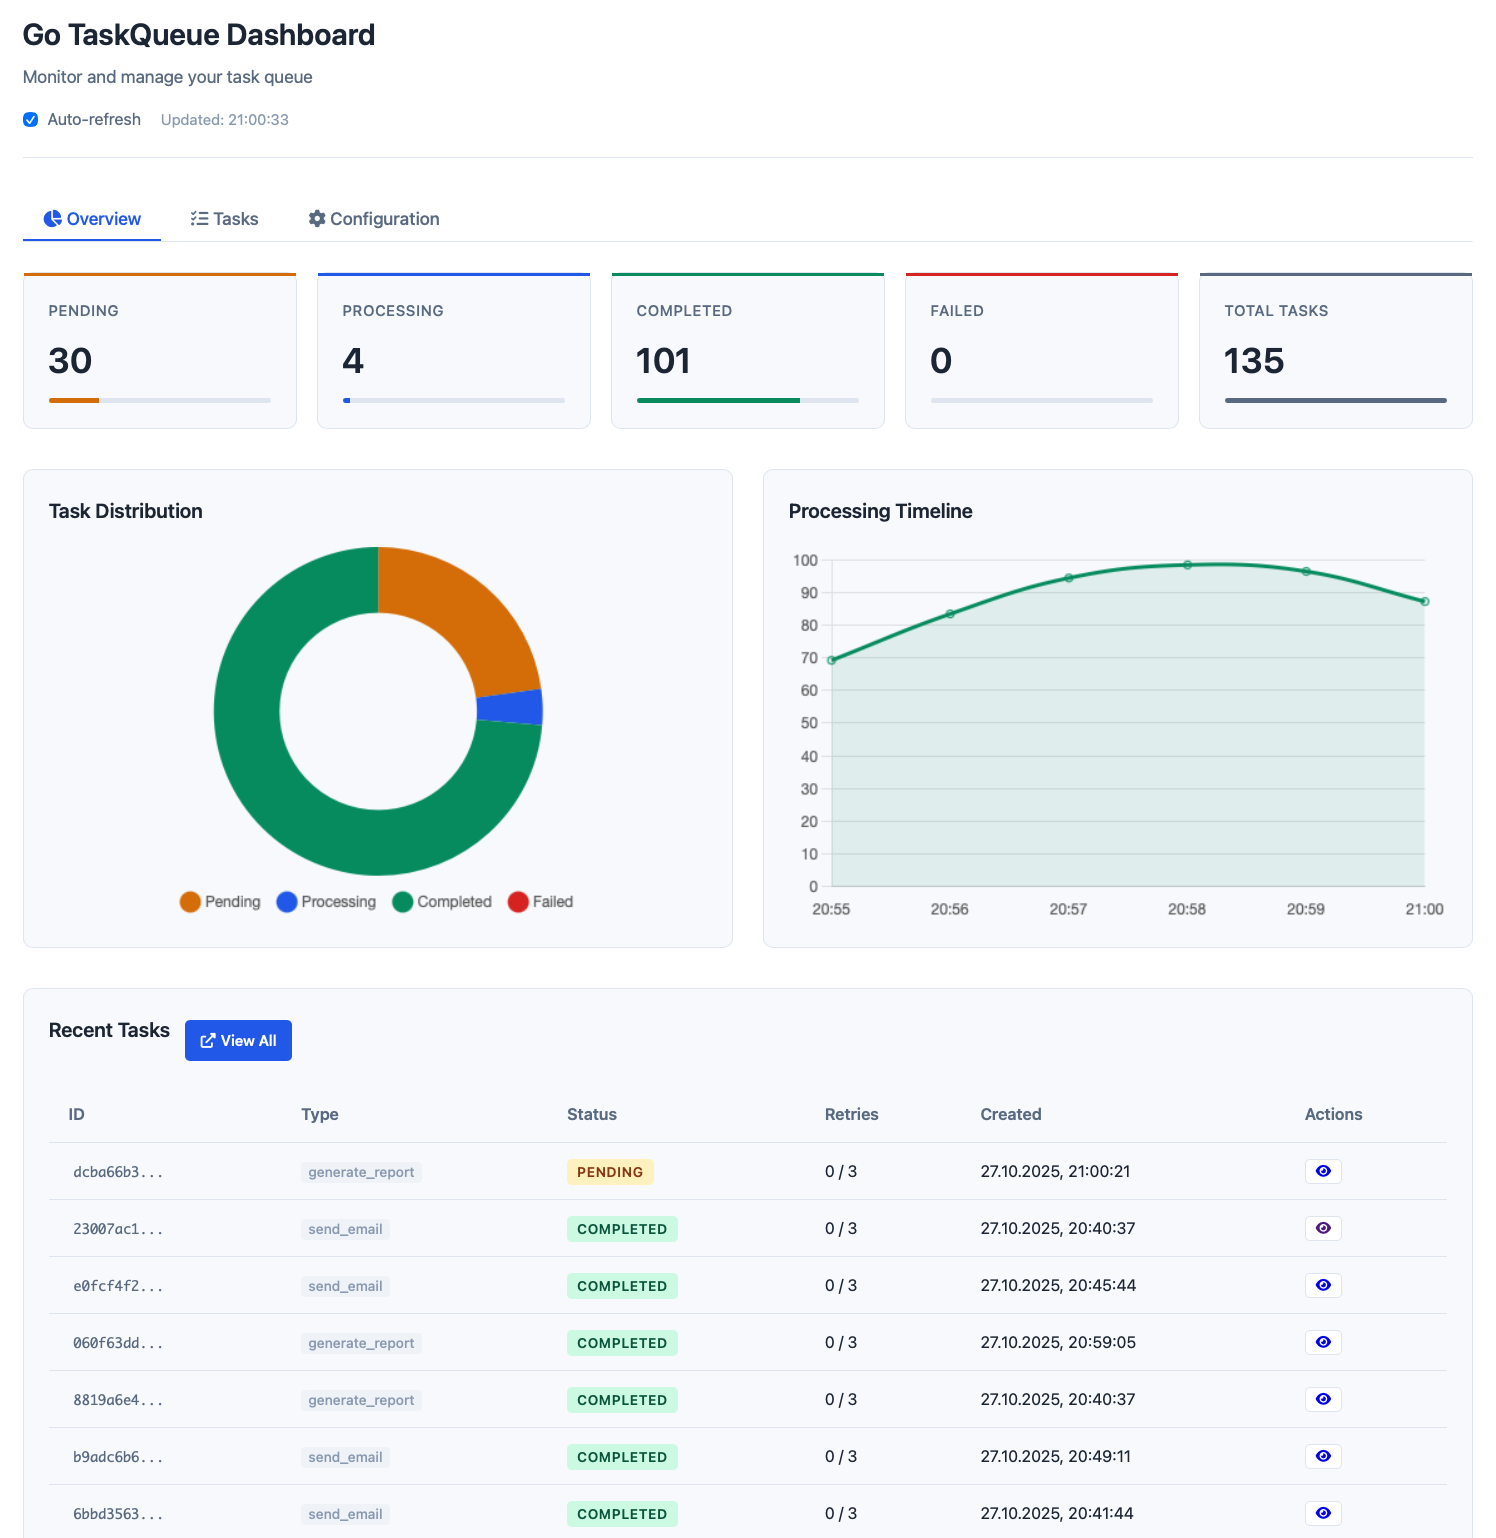 Go TaskQueue Dashboard
Monitor and manage your task queue
Auto-refresh Updated: 21:00:33
Overview Tasks Configuration
PENDING PROCESSING COMPLETED FAILED TOTAL TASKS
30 4 101 0 135
Task Distribution
Pending Processing Completed Failed
Processing Timeline
100
90
80
70
60
50
40
30
20
10
0
20:55 20:56 20:57 20:58 20:59 21:00
Recent Tasks View All
ID Type Status Retries Created Actions
dcba66b3... generate_report PENDING 0 / 3 27.10.2025, 21:00:21
23007ac1... send_email COMPLETED 0 / 3 27.10.2025, 20:40:37
e0fcf4f2... send_email COMPLETED 0 / 3 27.10.2025, 20:45:44
060f63dd... generate_report COMPLETED 0 / 3 27.10.2025, 20:59:05
8819a6e4... generate_report COMPLETED 0 / 3 27.10.2025, 20:40:37
b9adc6b6... send_email COMPLETED 0 / 3 27.10.2025, 20:49:11
6bbd3563... send_email COMPLETED 0 / 3 27.10.2025, 20:41:44